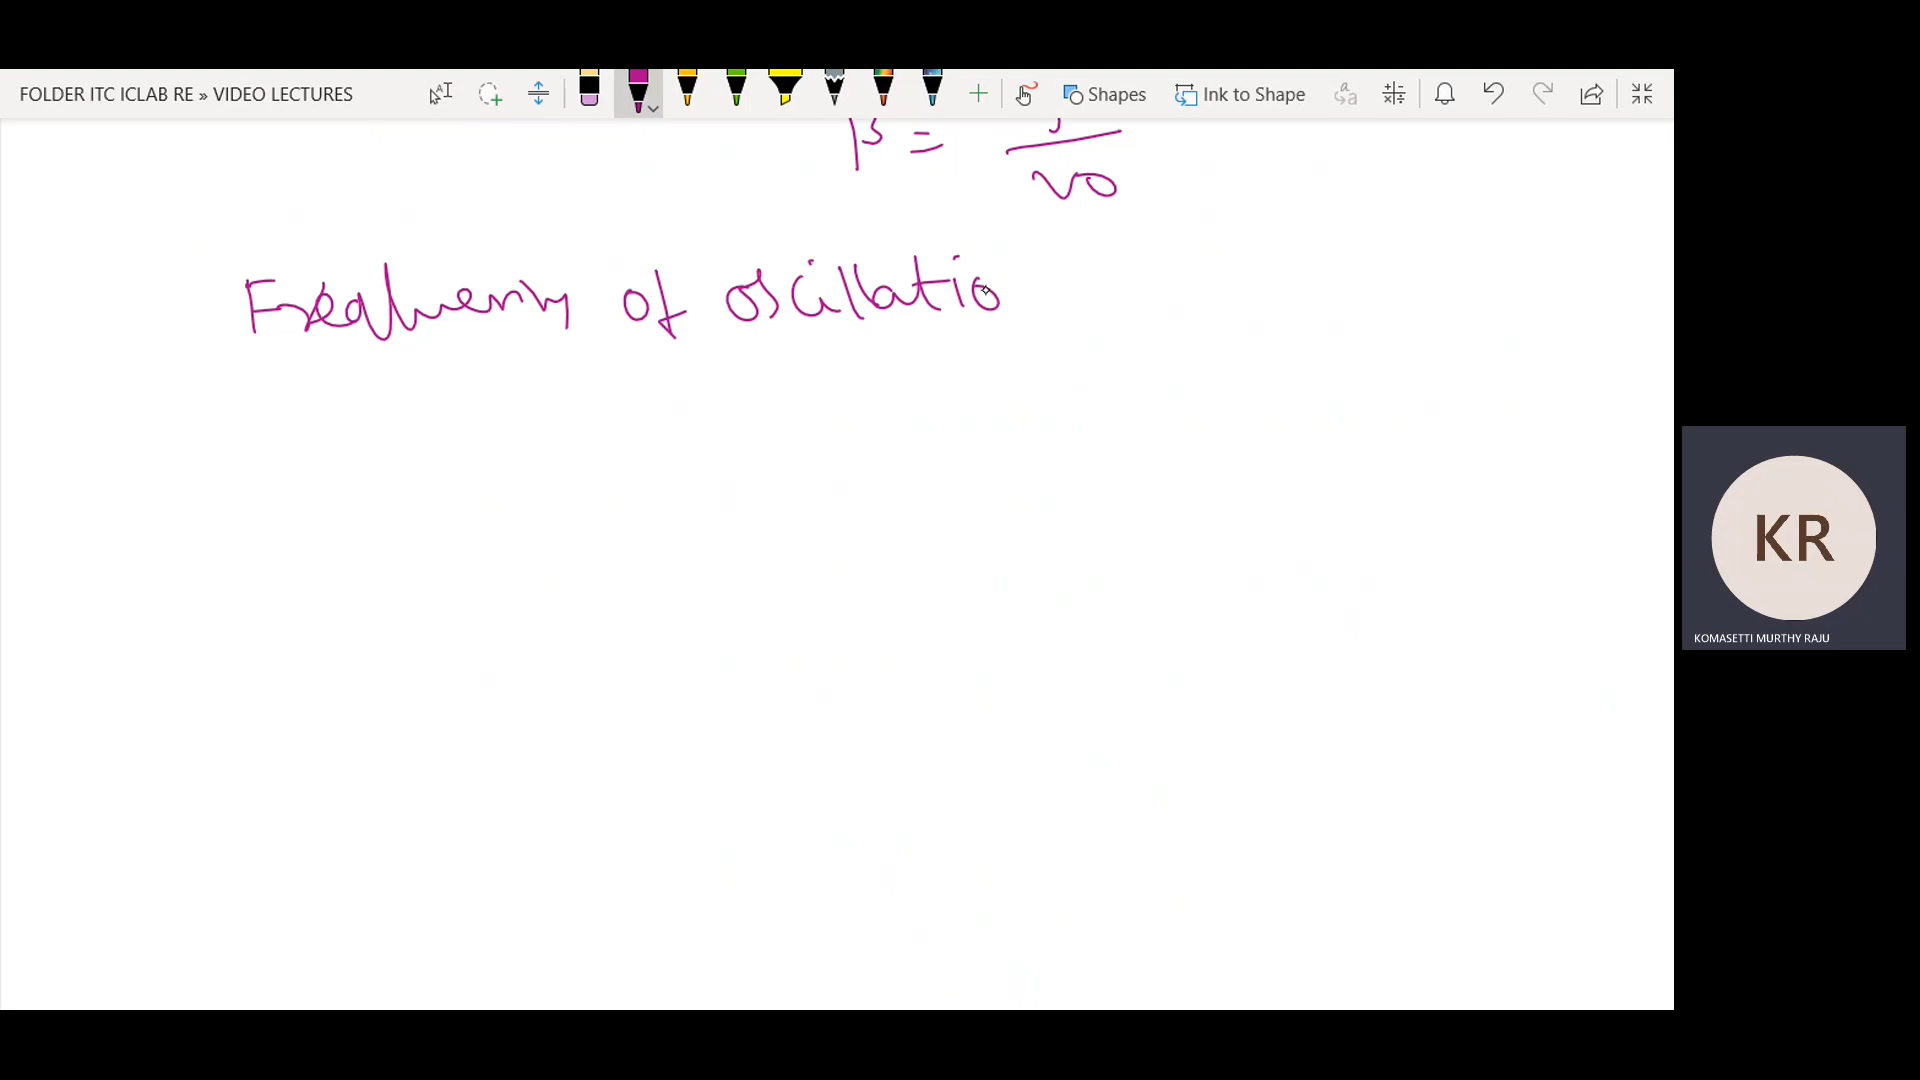 FOLDER ITC ICLAB RE » VIDEO LECTURES
Shapes
Ink to Shape
β =
vo
Frequency of oscillatio
KR
KOMASETTI MURTHY RAJU